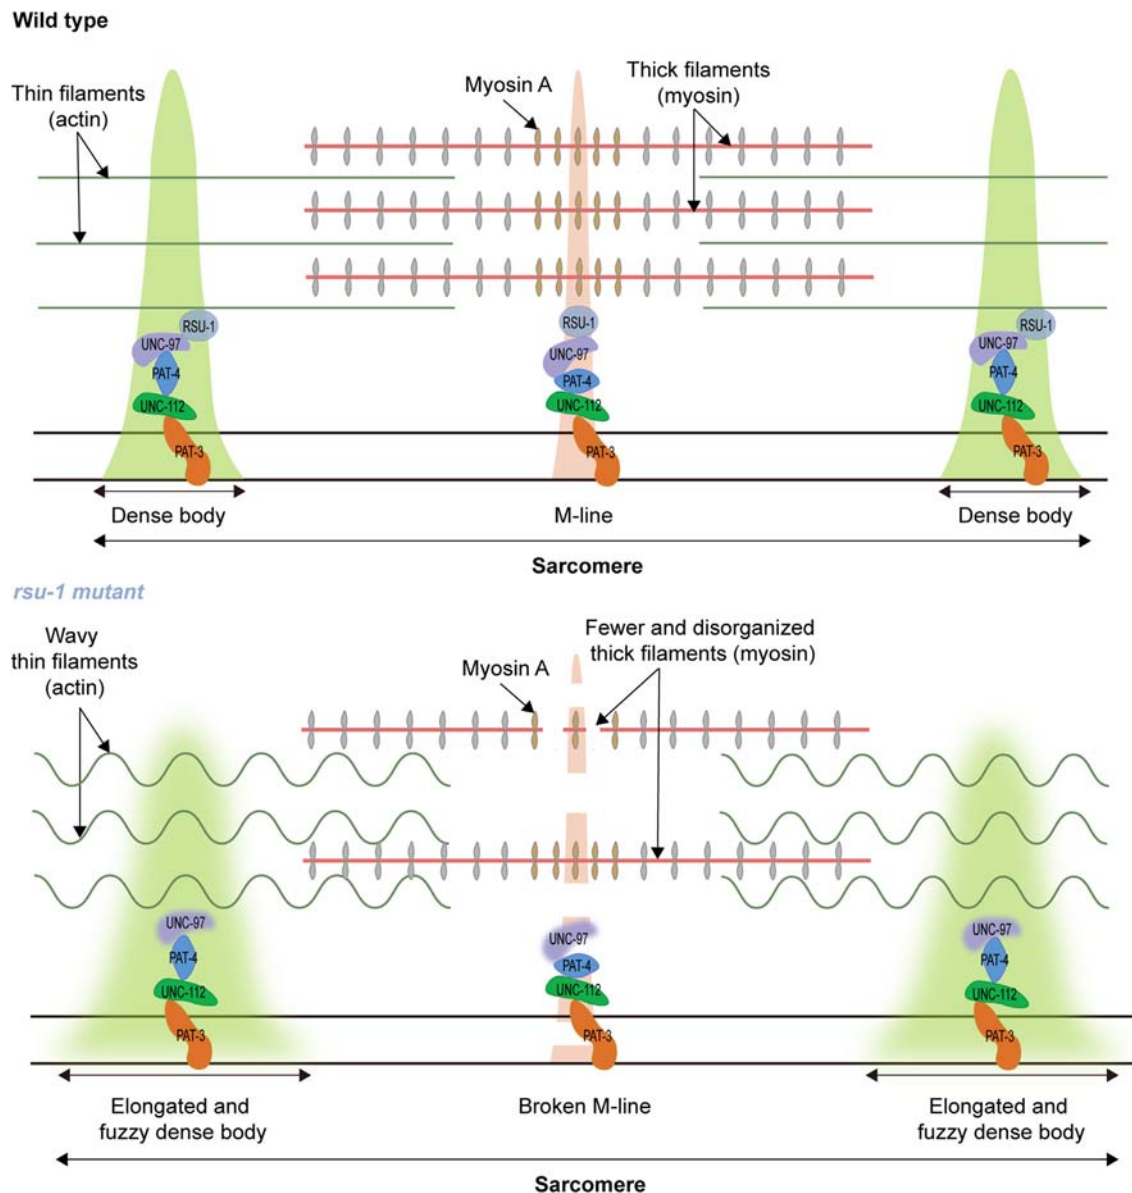 Wild type
Thin filaments
(actin)
Myosin A
Thick filaments
(myosin)
RSU-1
UNC-97
PAT-4
UNC-112
PAT-3
RSU-1
UNC-97
PAT-4
UNC-112
PAT-3
RSU-1
UNC-97
PAT-4
UNC-112
PAT-3
Dense body
M-line
Dense body
Sarcomere
rsu-1 mutant
Wavy
thin filaments
(actin)
Myosin A
Fewer and disorganized
thick filaments (myosin)
UNC-97
PAT-4
UNC-112
PAT-3
UNC-97
PAT-4
UNC-112
PAT-3
UNC-97
PAT-4
UNC-112
PAT-3
Elongated and
fuzzy dense body
Broken M-line
Elongated and
fuzzy dense body
Sarcomere